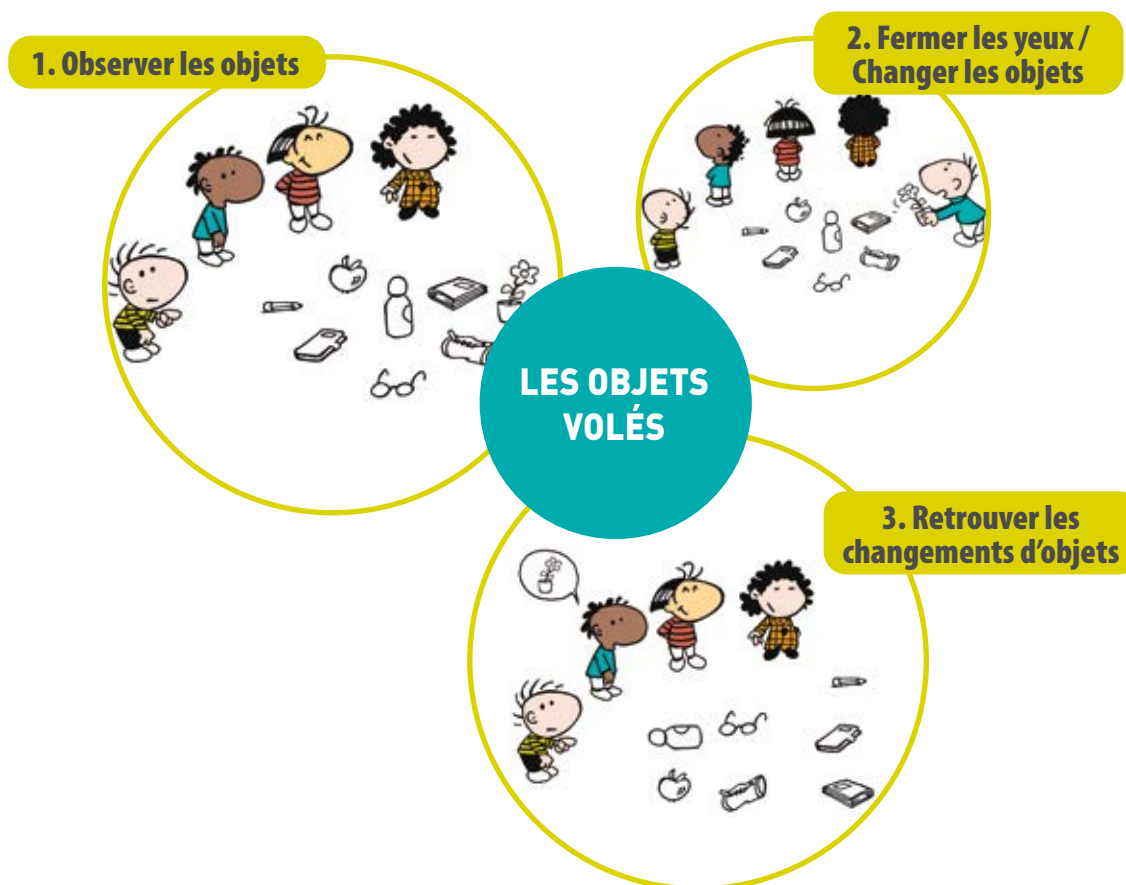 1. Observer les objets
2. Fermer les yeux /
Changer les objets
LES OBJETS
VOLÉS
3. Retrouver les
changements d’objets